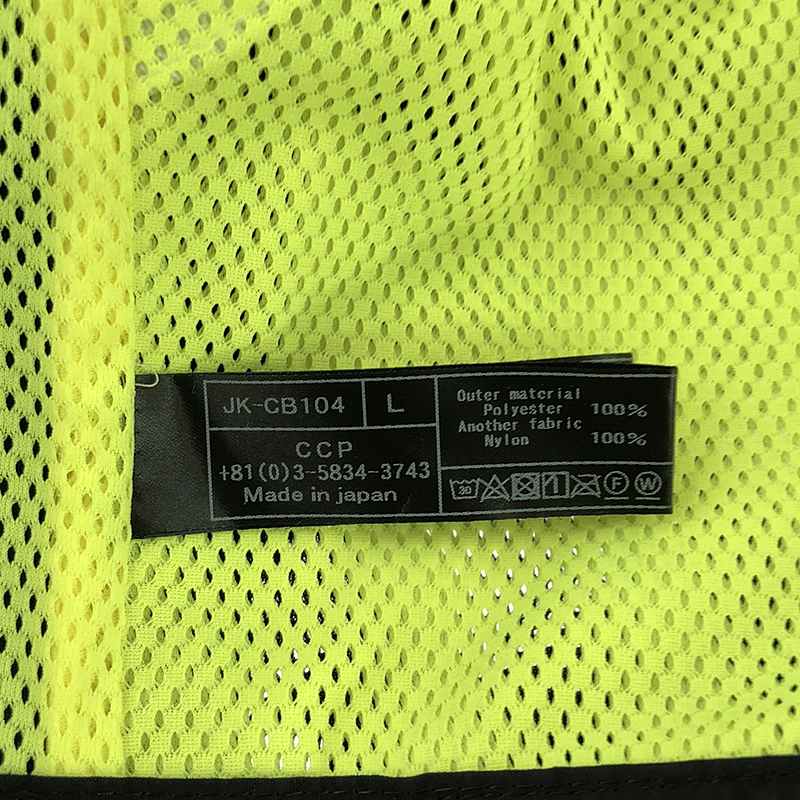 JK-CB104
L
CCP
+81(0)3-5834-3743
Made in japan
Outer material
Polyester 100%
Another fabric
Nylon 100%
30 F W